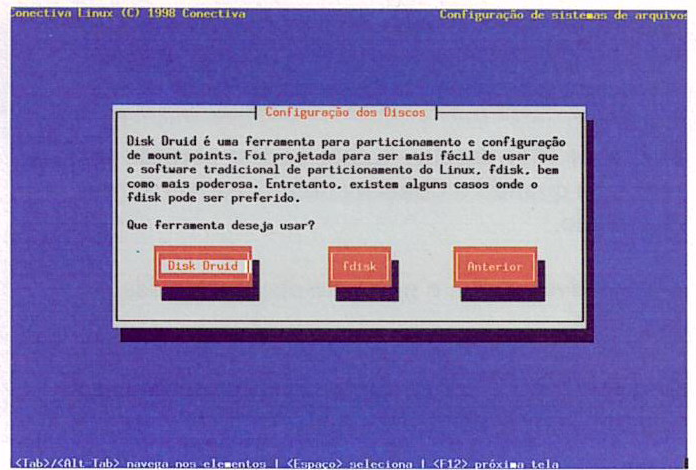 Conectiva Linux (C) 1998 Conectiva Configuração de sistemas de arquivos
Configuração dos Discos
Disk Druid é uma ferramenta para particionamento e configuração
de mount points. Foi projetada para ser mais fácil de usar que
o software tradicional de particionamento do Linux, fdisk, bem
como mais poderosa. Entretanto, existem alguns casos onde o
fdisk pode ser preferido.
Que ferramenta deseja usar?
Disk Druid fdisk Anterior
<Tab>/<Alt-Tab> navega nos elementos | <Espaço> seleciona | <F12> próxima tela